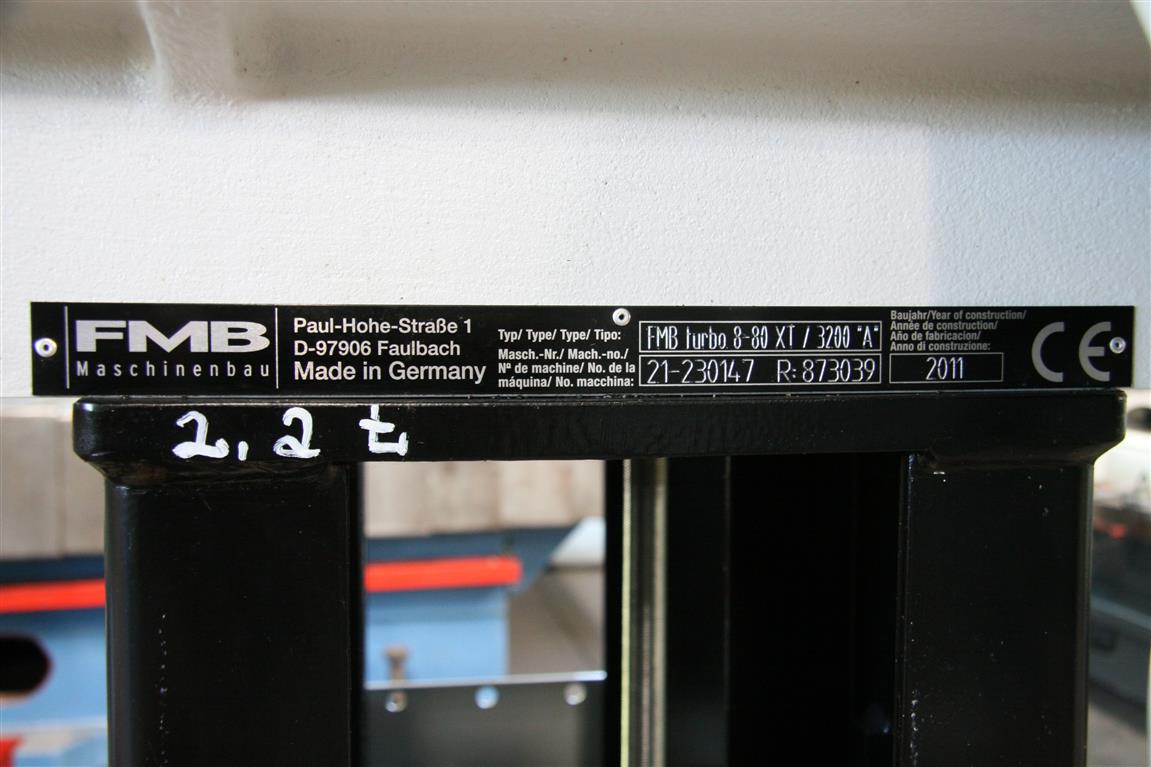 FMB
Maschinenbau
Paul-Hohe-Straße 1
D-97906 Faulbach
Made in Germany
Typ/ Type/ Type/ Tipo:
FMB turbo 8-80 XT / 3200 "A"
Masch.-Nr./ Mach.-no./
Nº de machine/ No. de la
máquina/ No. macchina:
21-230147 R:873039
Baujahr/Year of construction/
Année de construction/
Año de fabricación/
Anno di construzione:
2011
CE
2,2 t